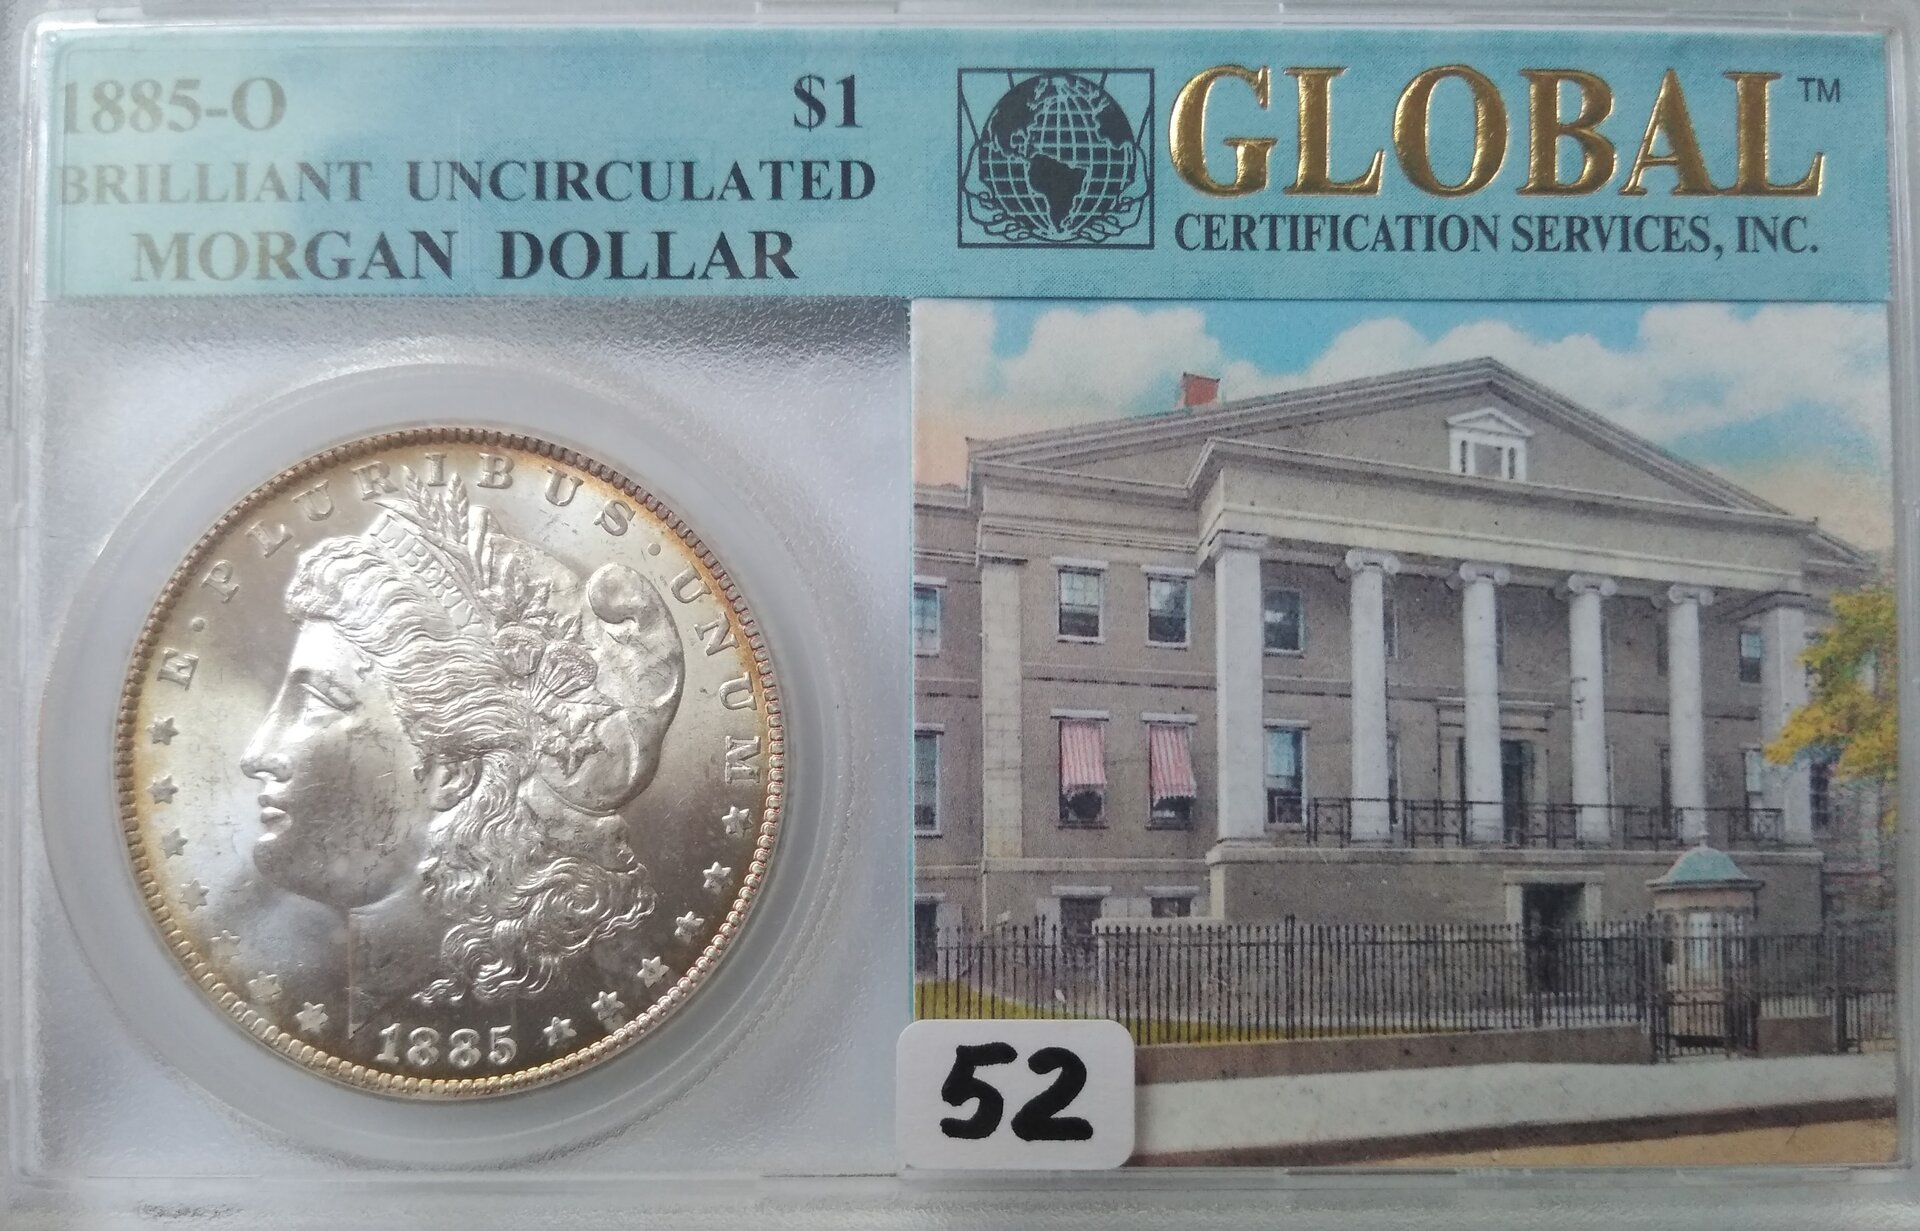 1885-O $1
BRILLIANT UNCIRCULATED
MORGAN DOLLAR
GLOBAL™
CERTIFICATION SERVICES, INC.
E·PLURIBUS·UNUM
LIBERTY
1885
52